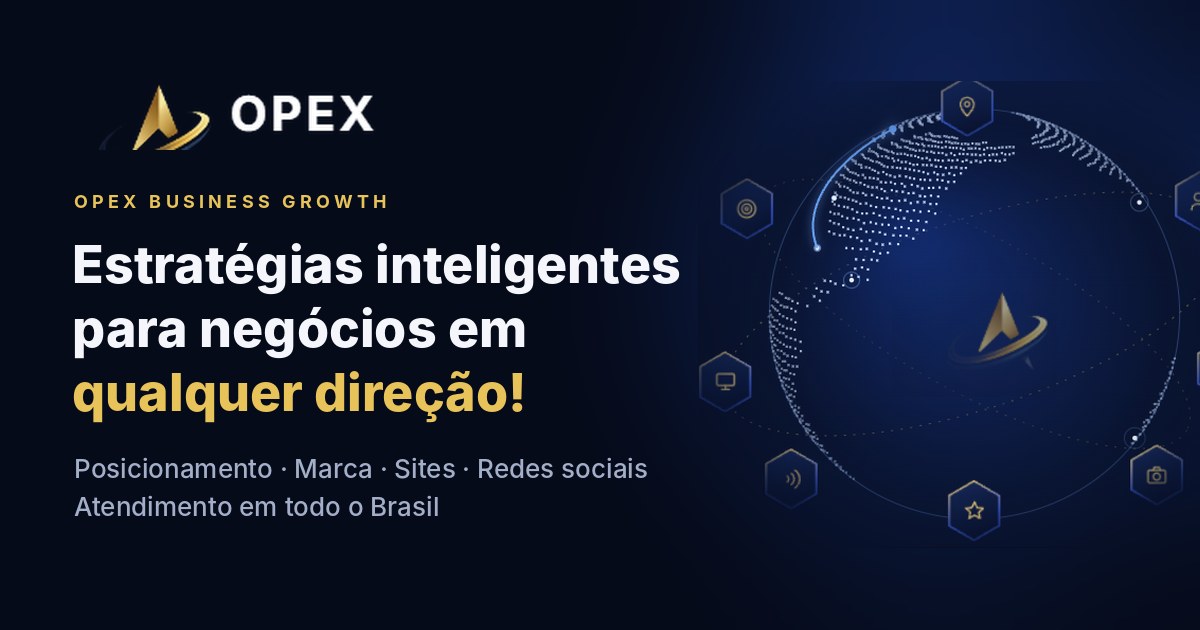 OPEX
OPEX BUSINESS GROWTH
Estratégias inteligentes
para negócios em
qualquer direção!
Posicionamento · Marca · Sites · Redes sociais
Atendimento em todo o Brasil